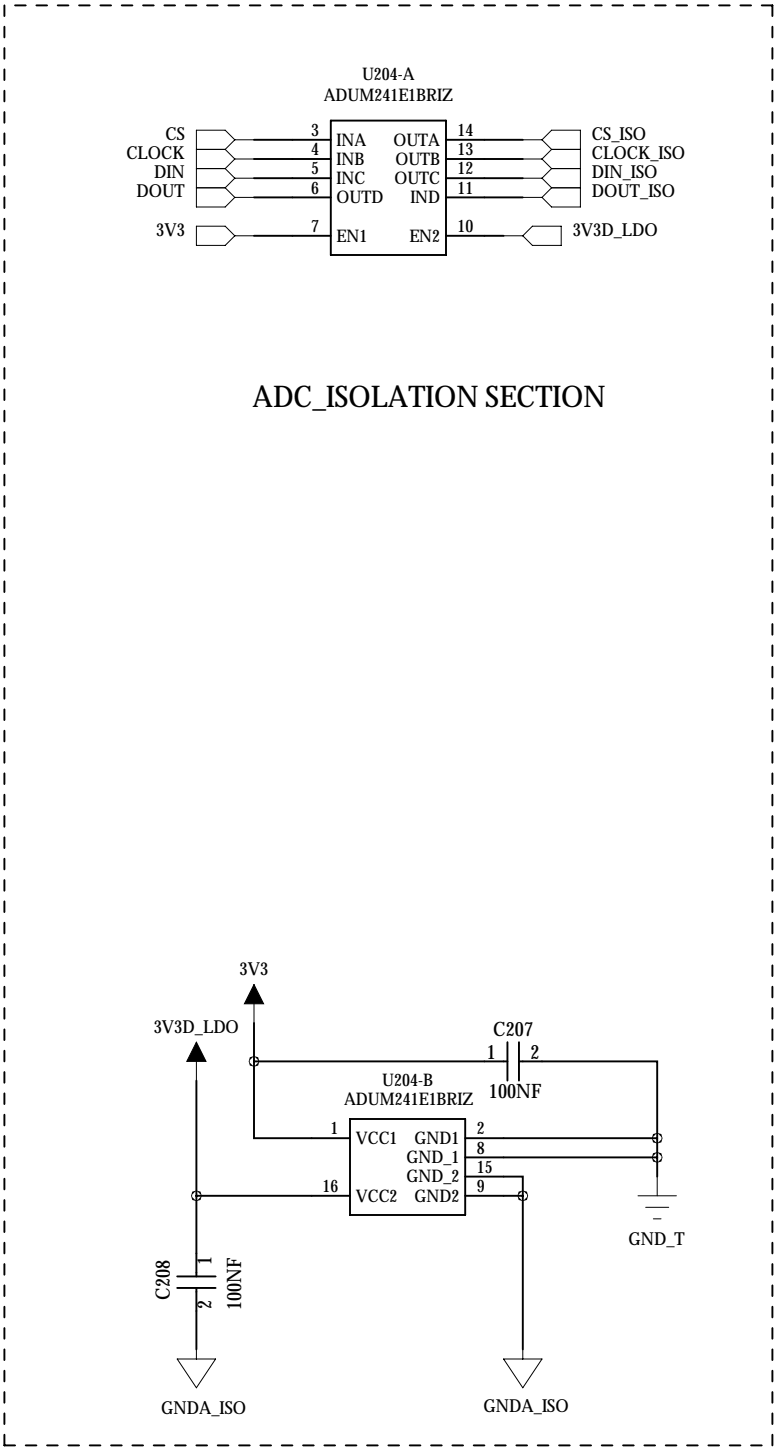 U204-A
ADUM241E1BRIZ
CS 3 INA OUTA 14 CS_ISO
CLOCK 4 INB OUTB 13 CLOCK_ISO
DIN 5 INC OUTC 12 DIN_ISO
DOUT 6 OUTD IND 11 DOUT_ISO
3V3 7 EN1 EN2 10 3V3D_LDO
ADC_ISOLATION SECTION
3V3
3V3D_LDO
C207
1 2
100NF
U204-B
ADUM241E1BRIZ
1 VCC1 GND1 2
GND_1 8
GND_2 15
16 VCC2 GND2 9
GND_T
C208
1
2
100NF
GNDA_ISO
GNDA_ISO